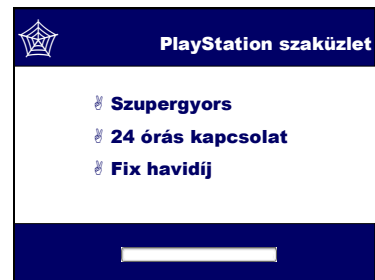 PlayStation szaküzlet
✌ Szupergyors
✌ 24 órás kapcsolat
✌ Fix havidíj